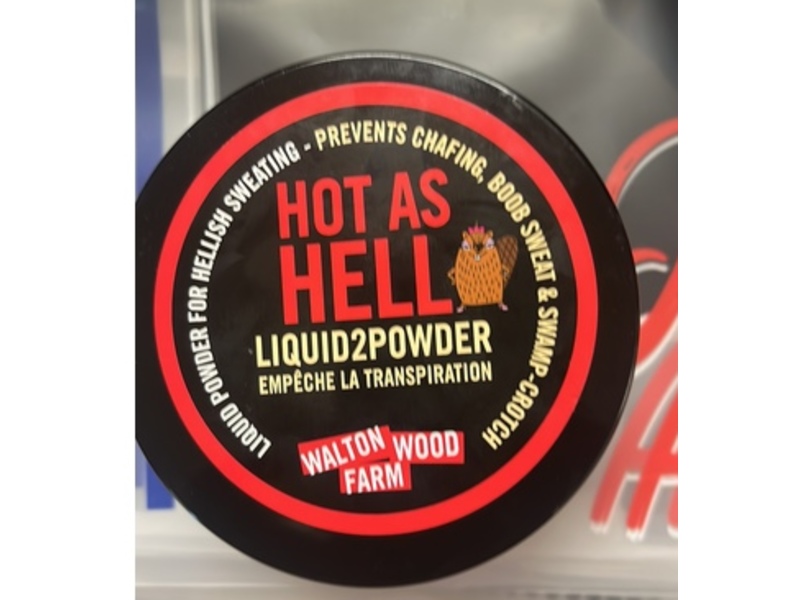 LIQUID POWDER FOR HELLISH SWEATING - PREVENTS CHAFING, BOOB SWEAT & SWAMP-CROTCH
HOT AS
HELL
LIQUID2POWDER
EMPÊCHE LA TRANSPIRATION
WALTON WOOD
FARM